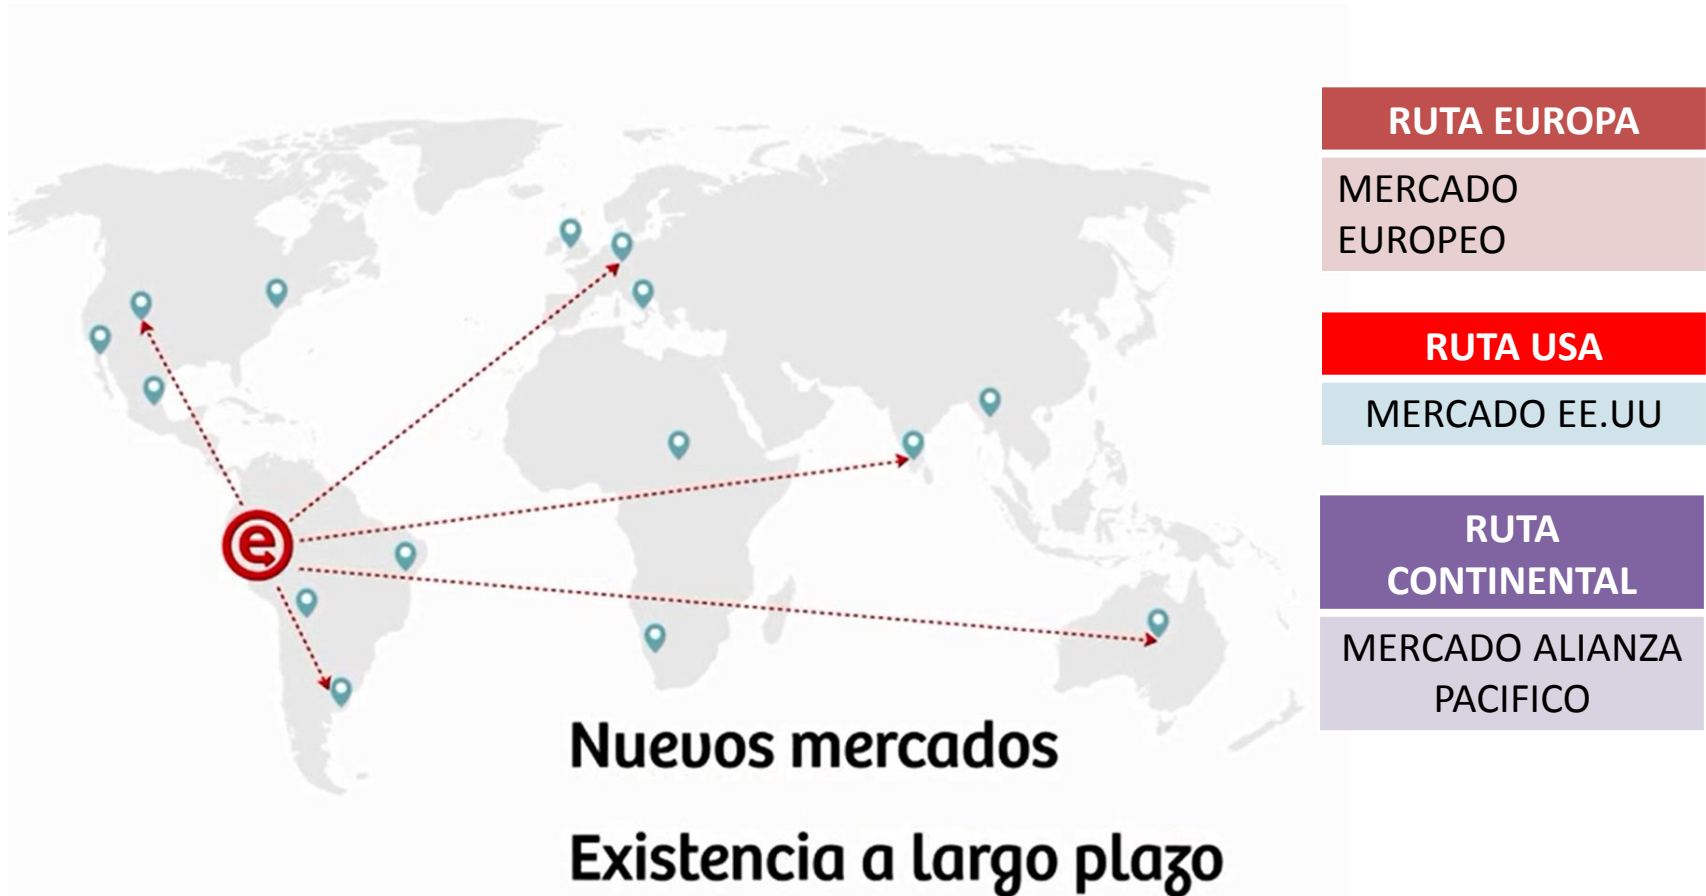 RUTA EUROPA
MERCADO
EUROPEO
RUTA USA
MERCADO EE.UU
RUTA
CONTINENTAL
MERCADO ALIANZA
PACIFICO
e
Nuevos mercados
Existencia a largo plazo